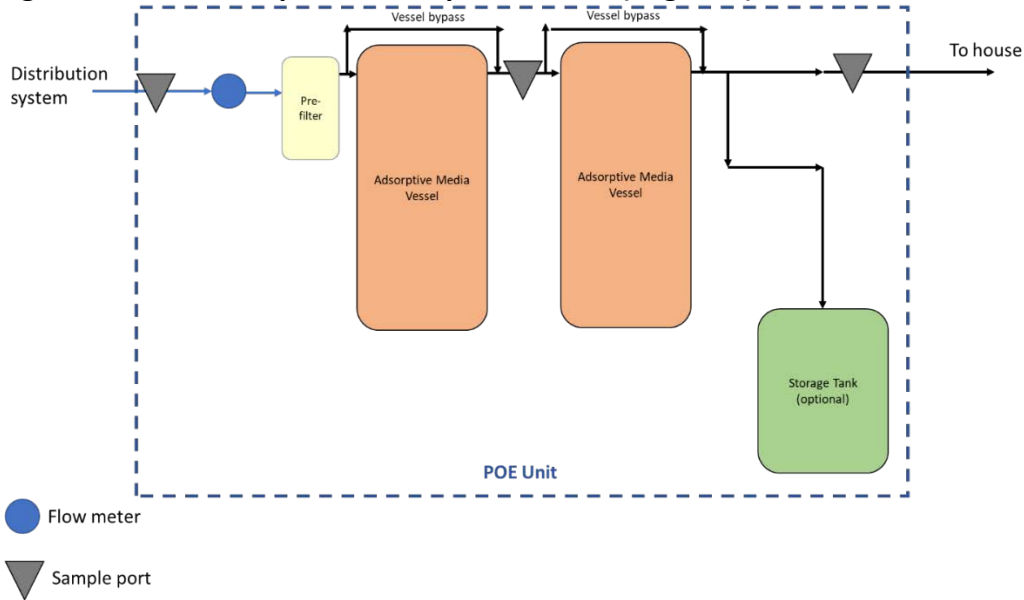 Vessel bypass
Vessel bypass
To house
Distribution
system
Pre-
filter
Adsorptive Media
Vessel
Adsorptive Media
Vessel
Storage Tank
(optional)
POE Unit
Flow meter
Sample port